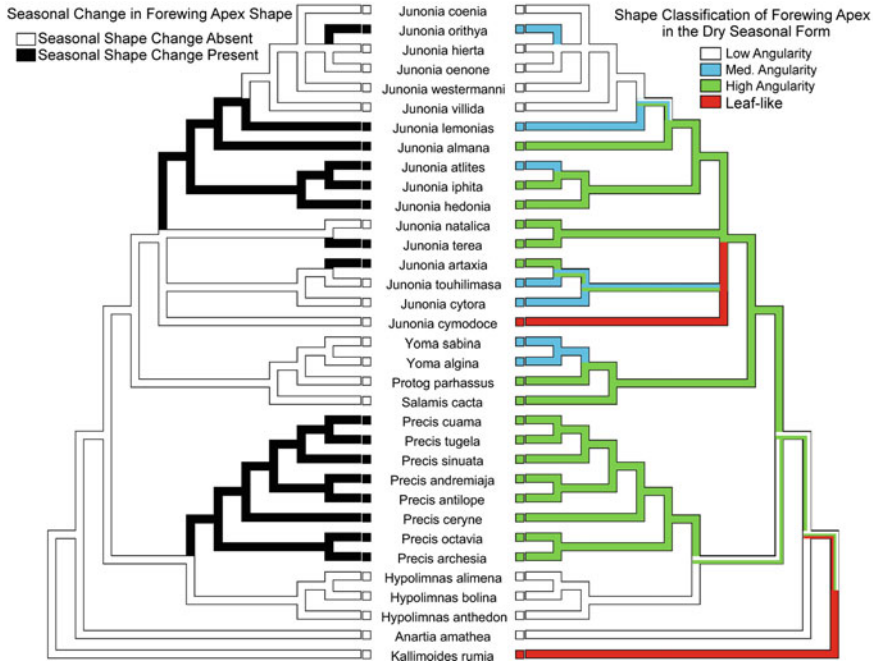 Seasonal Change in Forewing Apex Shape
Seasonal Shape Change Absent
Seasonal Shape Change Present
Shape Classification of Forewing Apex
in the Dry Seasonal Form
Low Angularity
Med. Angularity
High Angularity
Leaf-like
Junonia coenia
Junonia orithya
Junonia hierta
Junonia oenone
Junonia westermanni
Junonia villida
Junonia lemonias
Junonia almana
Junonia atlites
Junonia iphita
Junonia hedonia
Junonia natalica
Junonia terea
Junonia artaxia
Junonia touhilimasa
Junonia cytora
Junonia cymodoce
Yoma sabina
Yoma algina
Protog parhassus
Salamis cacta
Precis cuama
Precis tugela
Precis sinuata
Precis andremiaja
Precis antilope
Precis ceryne
Precis octavia
Precis archesia
Hypolimnas alimena
Hypolimnas bolina
Hypolimnas anthedon
Anartia amathea
Kallimoides rumia